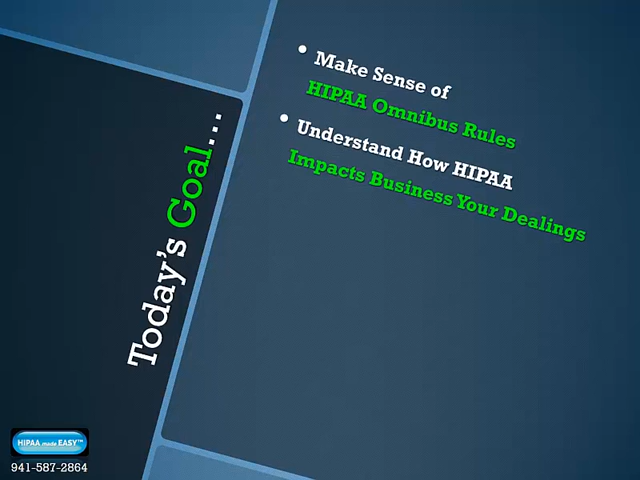 Today's Goal...
• Make Sense of
HIPAA Omnibus Rules
• Understand How HIPAA
Impacts Business Your Dealings
HIPAA made EASY™
941-587-2864